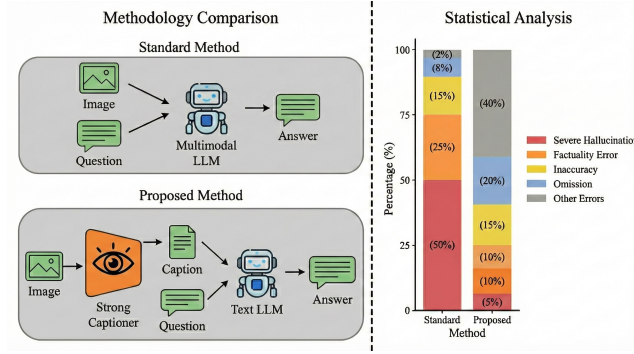 Methodology Comparison
Standard Method
Image
Question
Multimodal
LLM
Answer
Proposed Method
Image
Strong
Captioner
Caption
Question
Text LLM
Answer
Statistical Analysis
Percentage (%)
100
75
50
25
0
(2%)
(8%)
(15%)
(25%)
(50%)
(40%)
(20%)
(15%)
(10%)
(10%)
(5%)
Standard
Proposed
Method
Severe Hallucinatio
Factuality Error
Inaccuracy
Omission
Other Errors